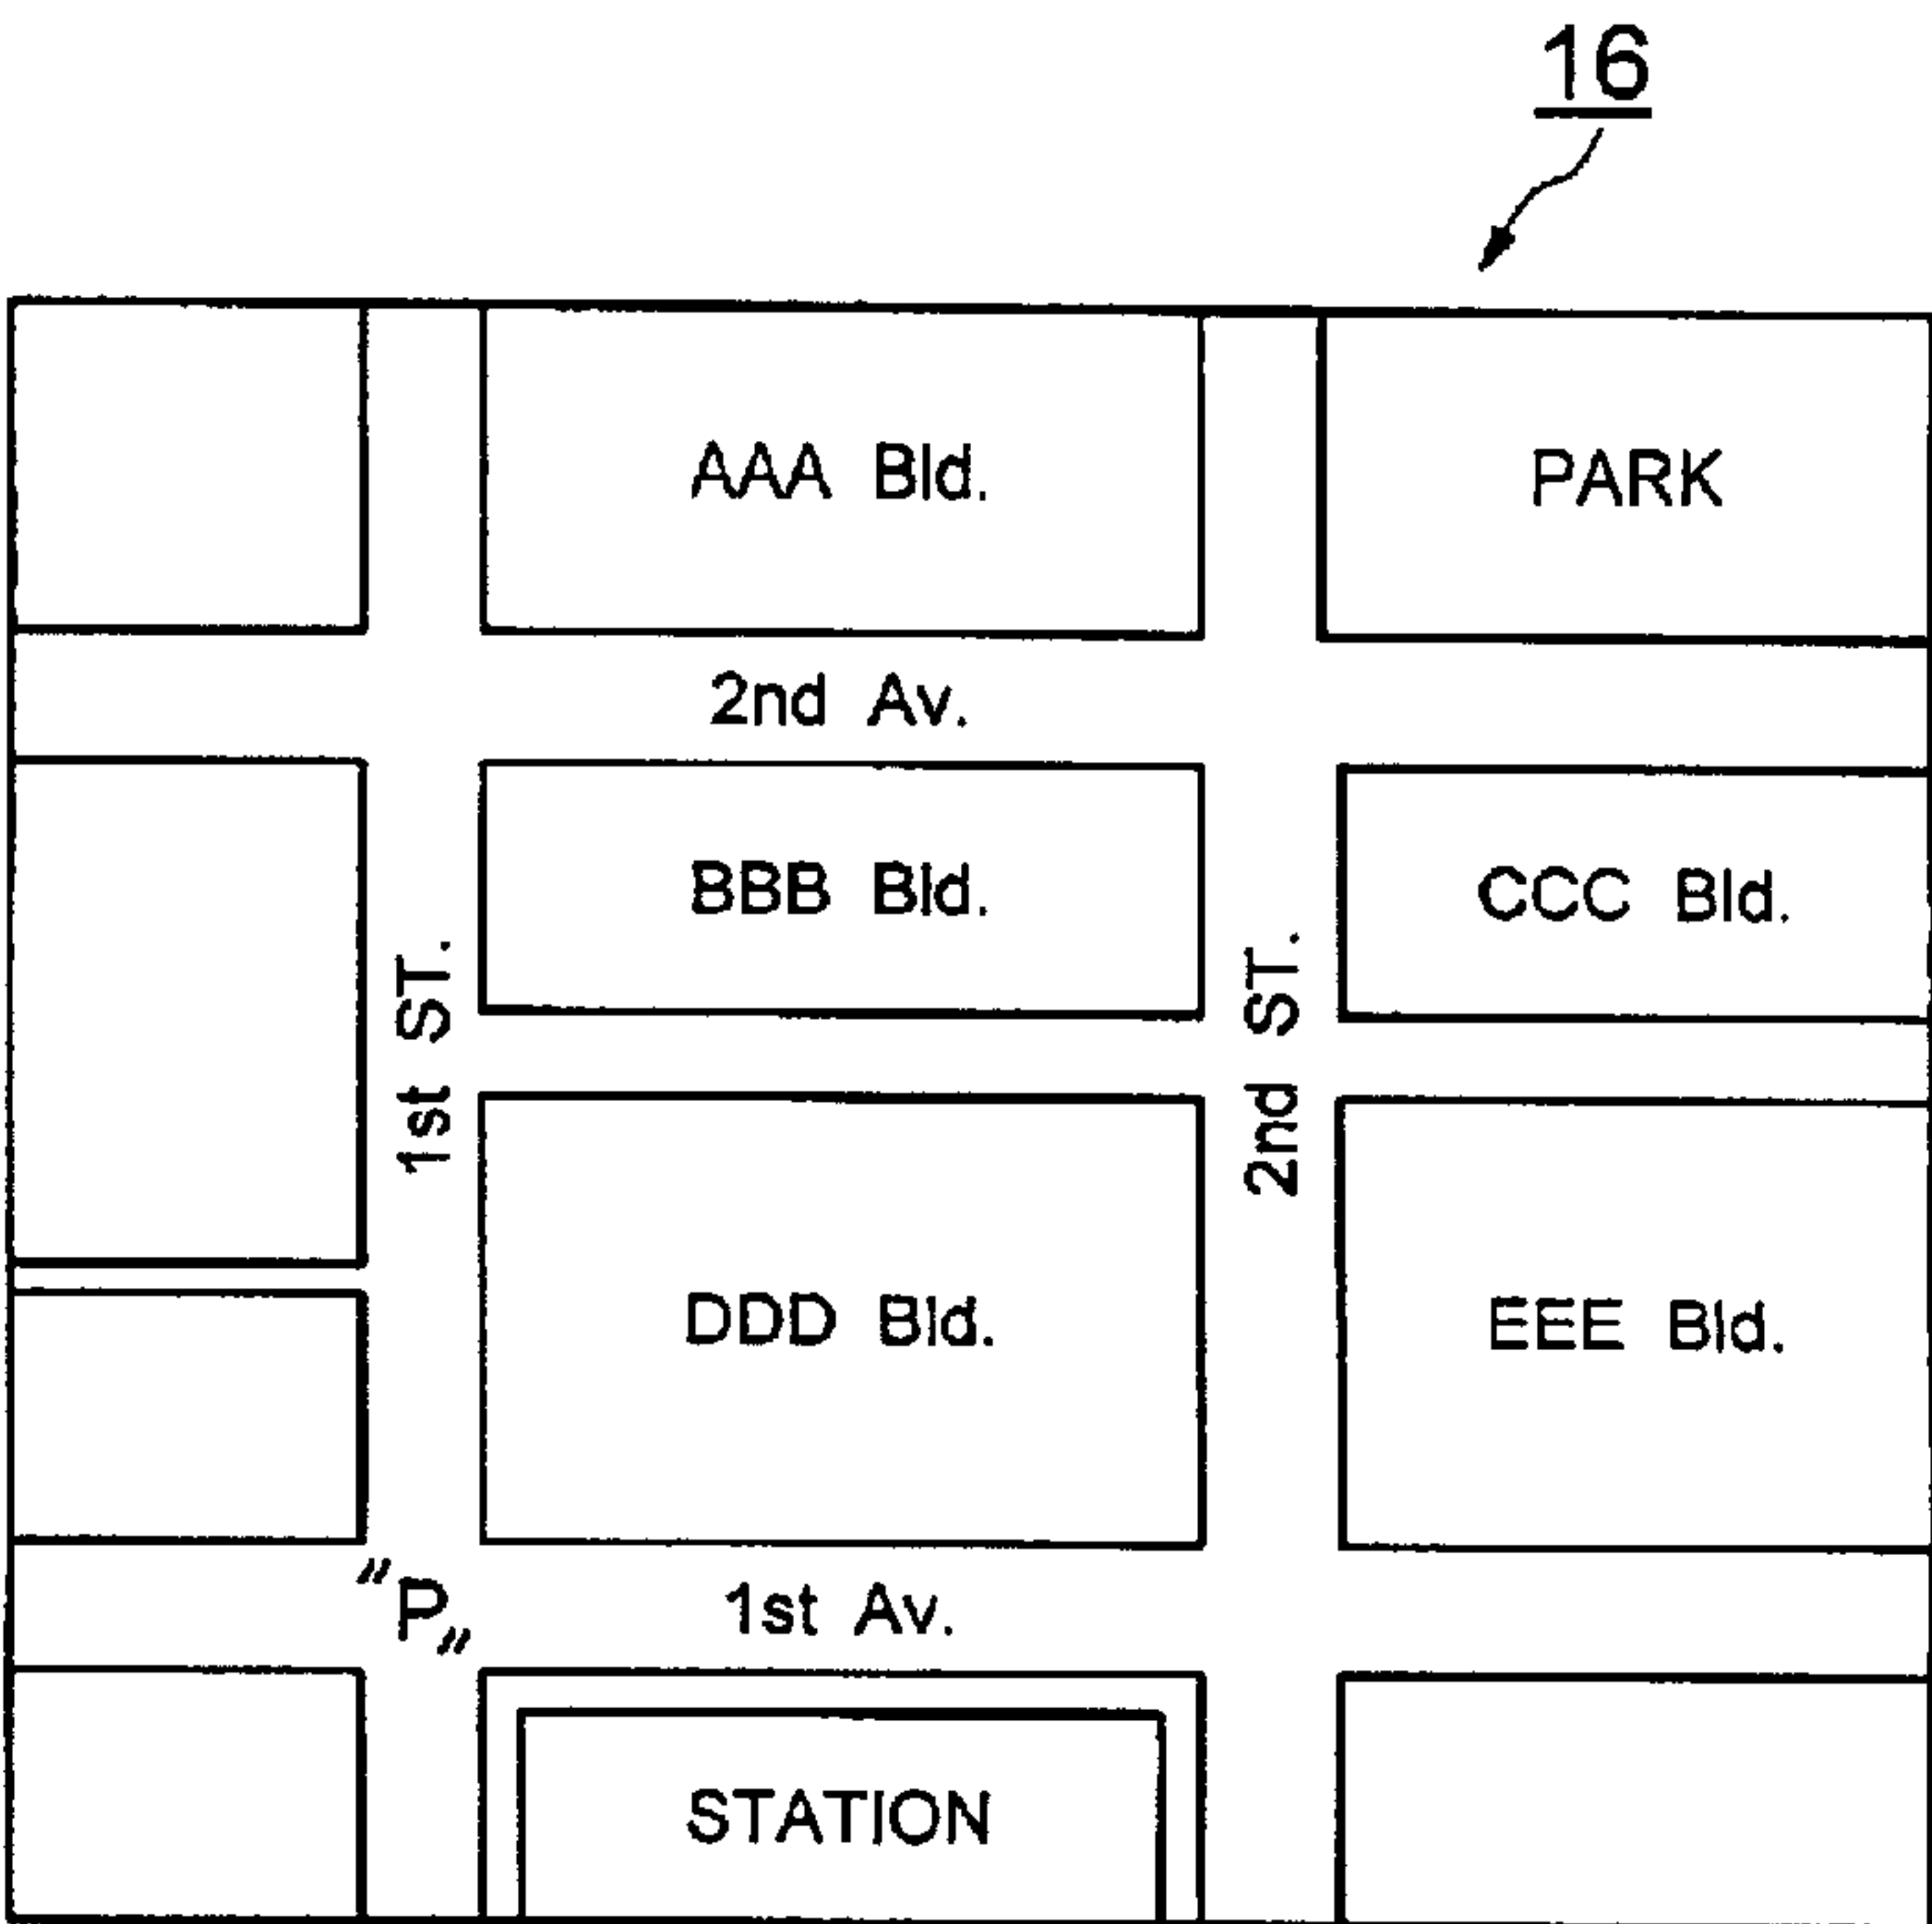 16
AAA Bld.
PARK
2nd Av.
BBB Bld.
CCC Bld.
1st ST.
2nd ST.
DDD Bld.
EEE Bld.
"P„
1st Av.
STATION